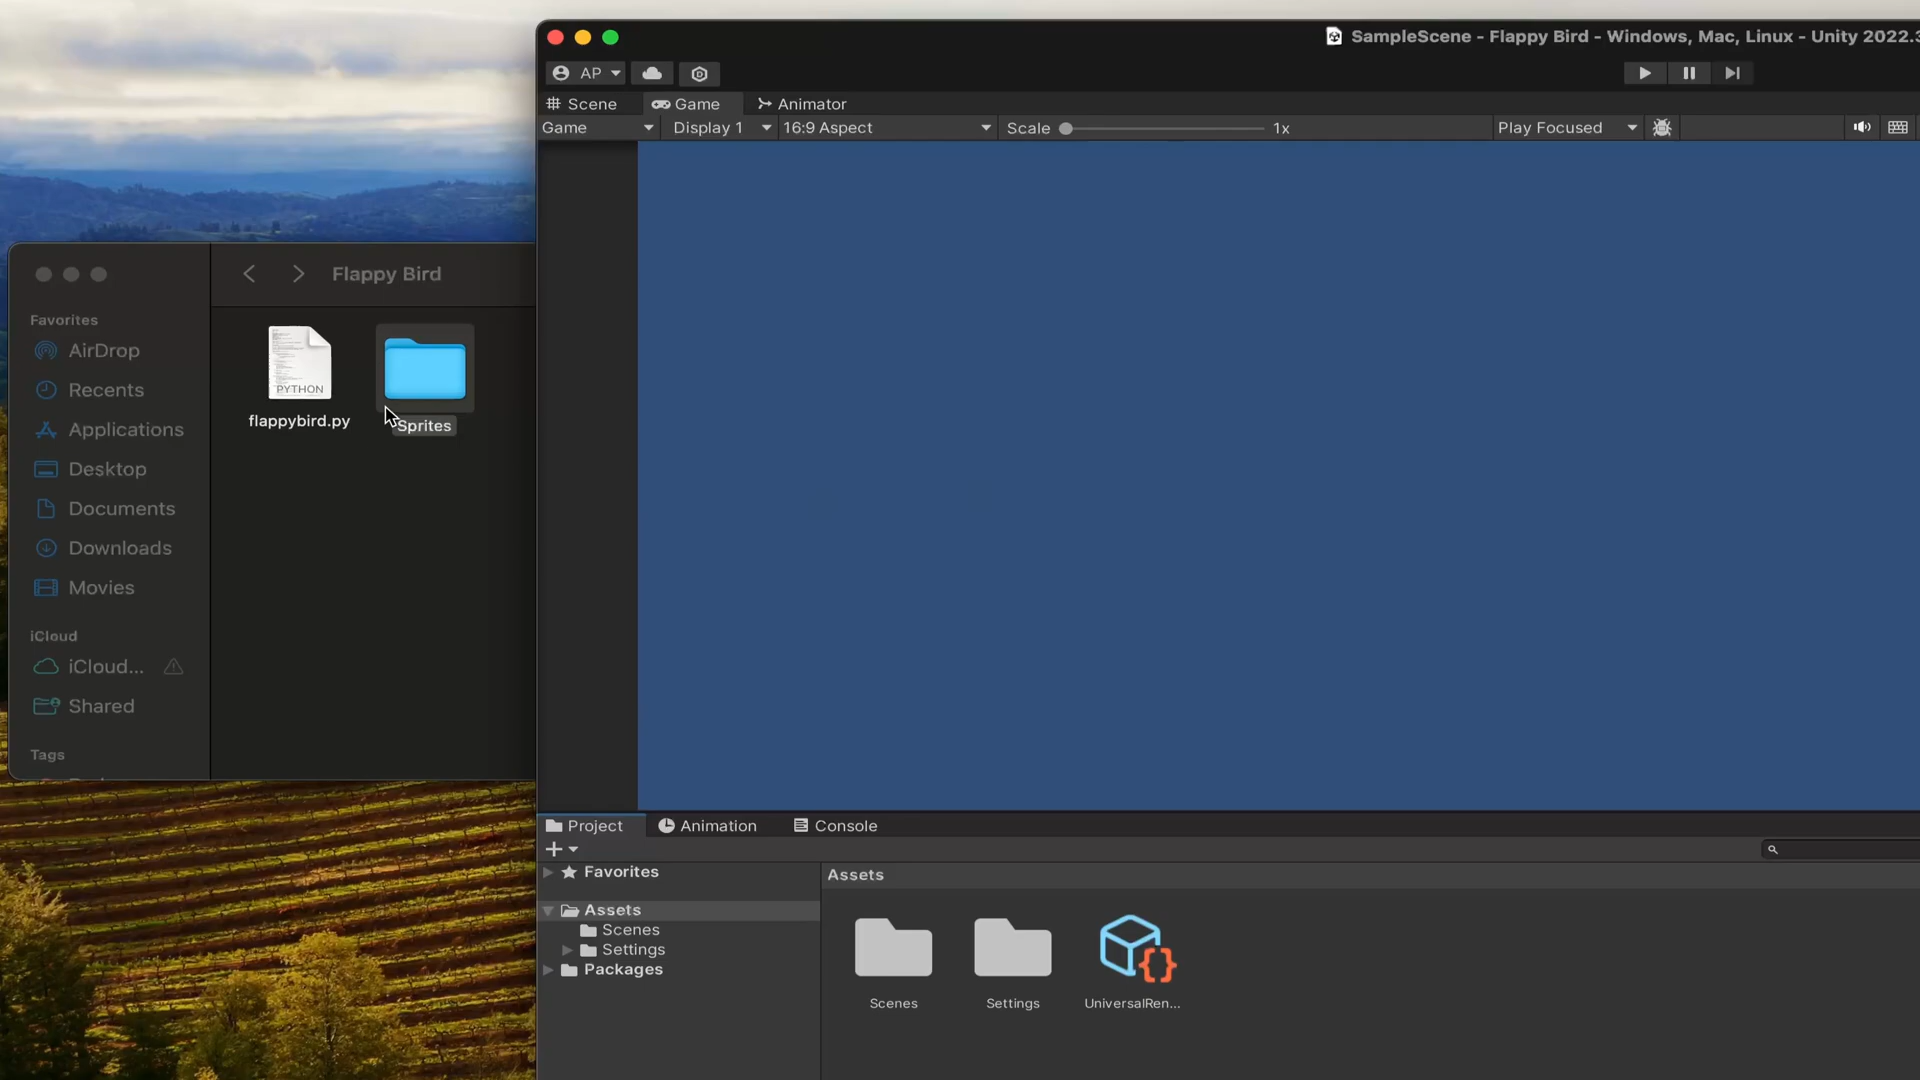 SampleScene - Flappy Bird - Windows, Mac, Linux - Unity 2022.3
AP
Scene
Game
Animator
Game
Display 1
16:9 Aspect
Scale
1x
Play Focused
Flappy Bird
Favorites
AirDrop
Recents
Applications
Desktop
Documents
Downloads
Movies
iCloud
iCloud...
Shared
Tags
PYTHON
flappybird.py
Sprites
Project
Animation
Console
Favorites
Assets
Scenes
Settings
Packages
Assets
Scenes
Settings
UniversalRen...